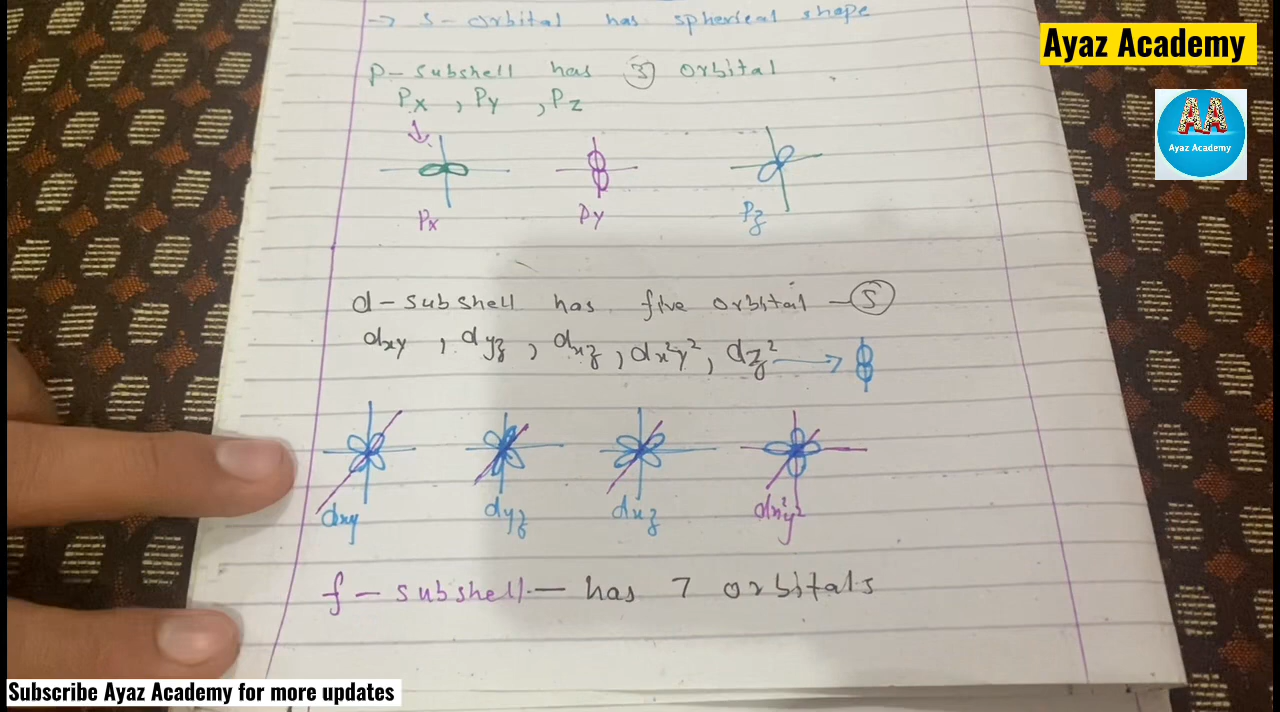 → s-orbital has spherical shape
Ayaz Academy
AA
Ayaz Academy
P-subshell has 3 orbital
Px , Py , Pz
Px Py Pz
d-subshell has five orbital -5
dxy , dyz , dxz , dx²y² , dz² →
dxy dyz dxz dx²y²
f - subshell - has 7 orbitals
Subscribe Ayaz Academy for more updates